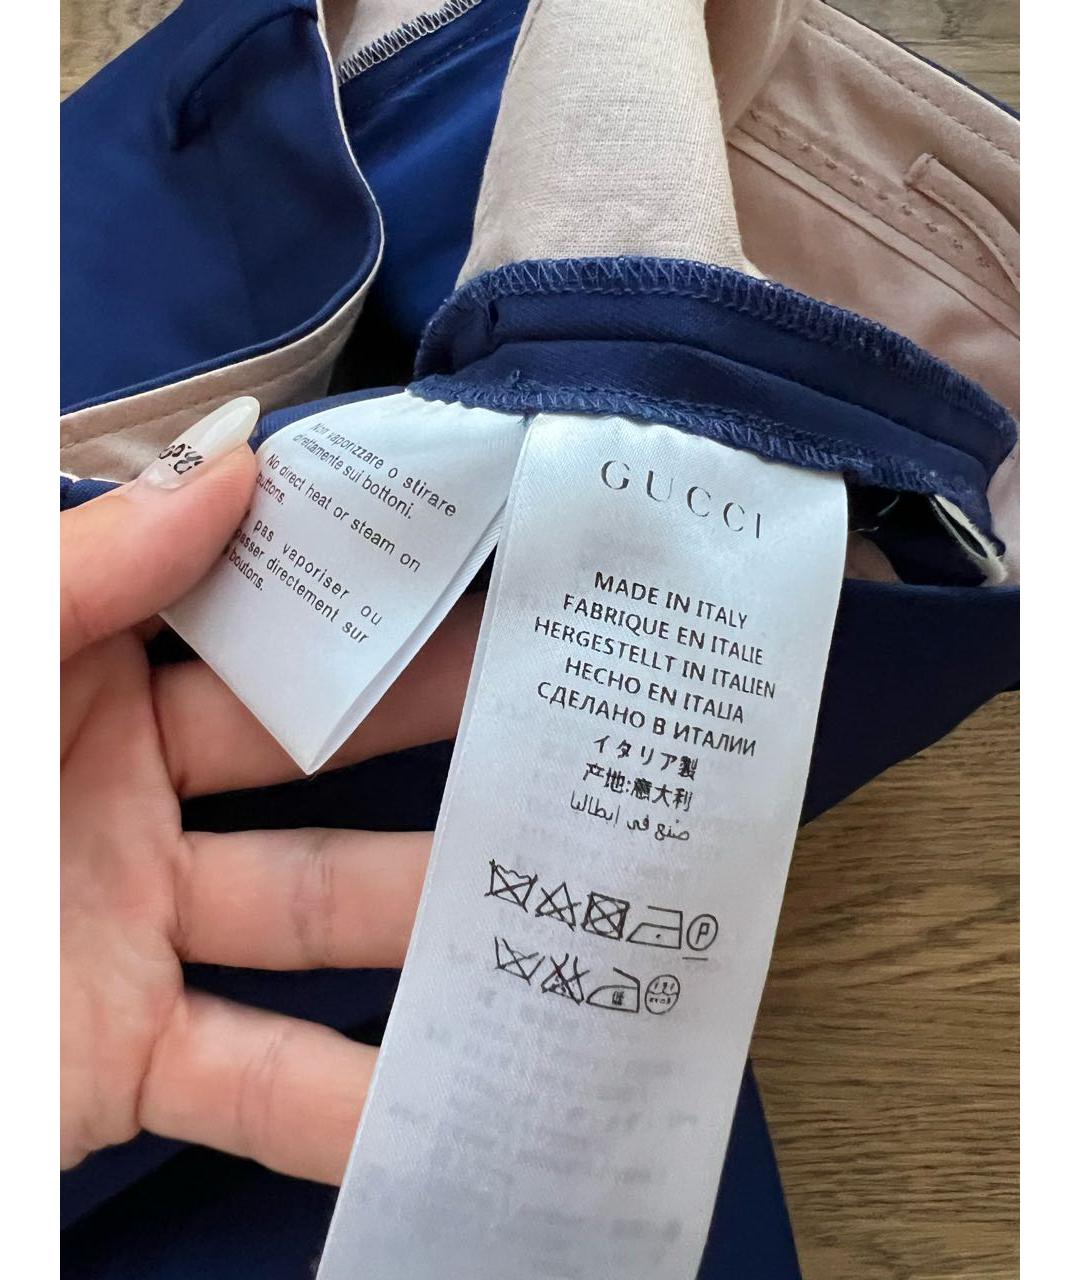 Non vaporizzare o stirare
direttamente sui bottoni.
No direct heat or steam on
buttons.
pas vaporiser ou
passer directement sur
boutons.
GUCCI
MADE IN ITALY
FABRIQUE EN ITALIE
HERGESTELLT IN ITALIEN
HECHO EN ITALIA
СДЕЛАНО В ИТАЛИИ
イタリア製
产地:意大利
صنع في إيطاليا
P